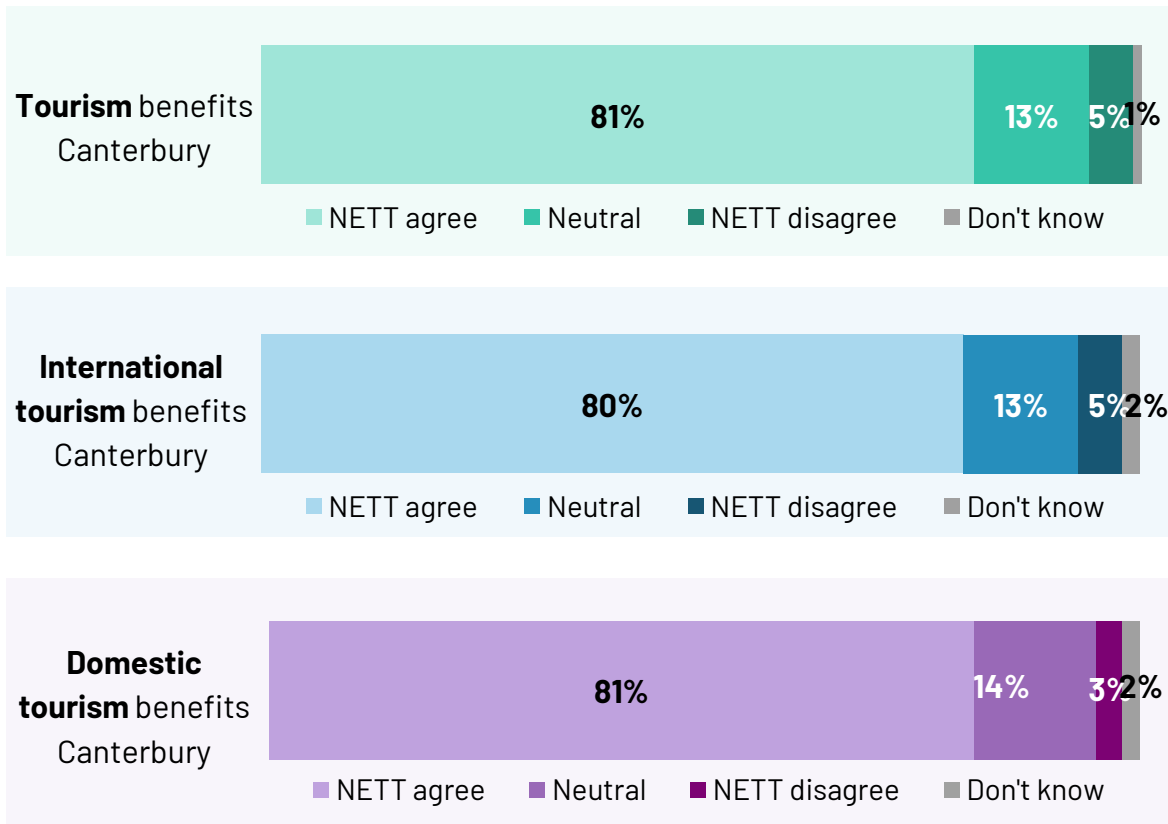 Tourism benefits
Canterbury
81% 13% 5% 1%
NETT agree Neutral NETT disagree Don't know
International
tourism benefits
Canterbury
80% 13% 5% 2%
NETT agree Neutral NETT disagree Don't know
Domestic
tourism benefits
Canterbury
81% 14% 3% 2%
NETT agree Neutral NETT disagree Don't know